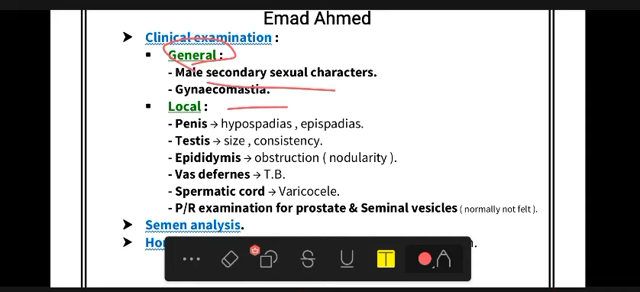 Emad Ahmed
➤ Clinical examination :
▪ General :
- Male secondary sexual characters.
- Gynaecomastia.
▪ Local :
- Penis → hypospadias , epispadias.
- Testis → size , consistency.
- Epididymis → obstruction ( nodularity ).
- Vas defernes → T.B.
- Spermatic cord → Varicocele.
- P/R examination for prostate & Seminal vesicles ( normally not felt ).
➤ Semen analysis.